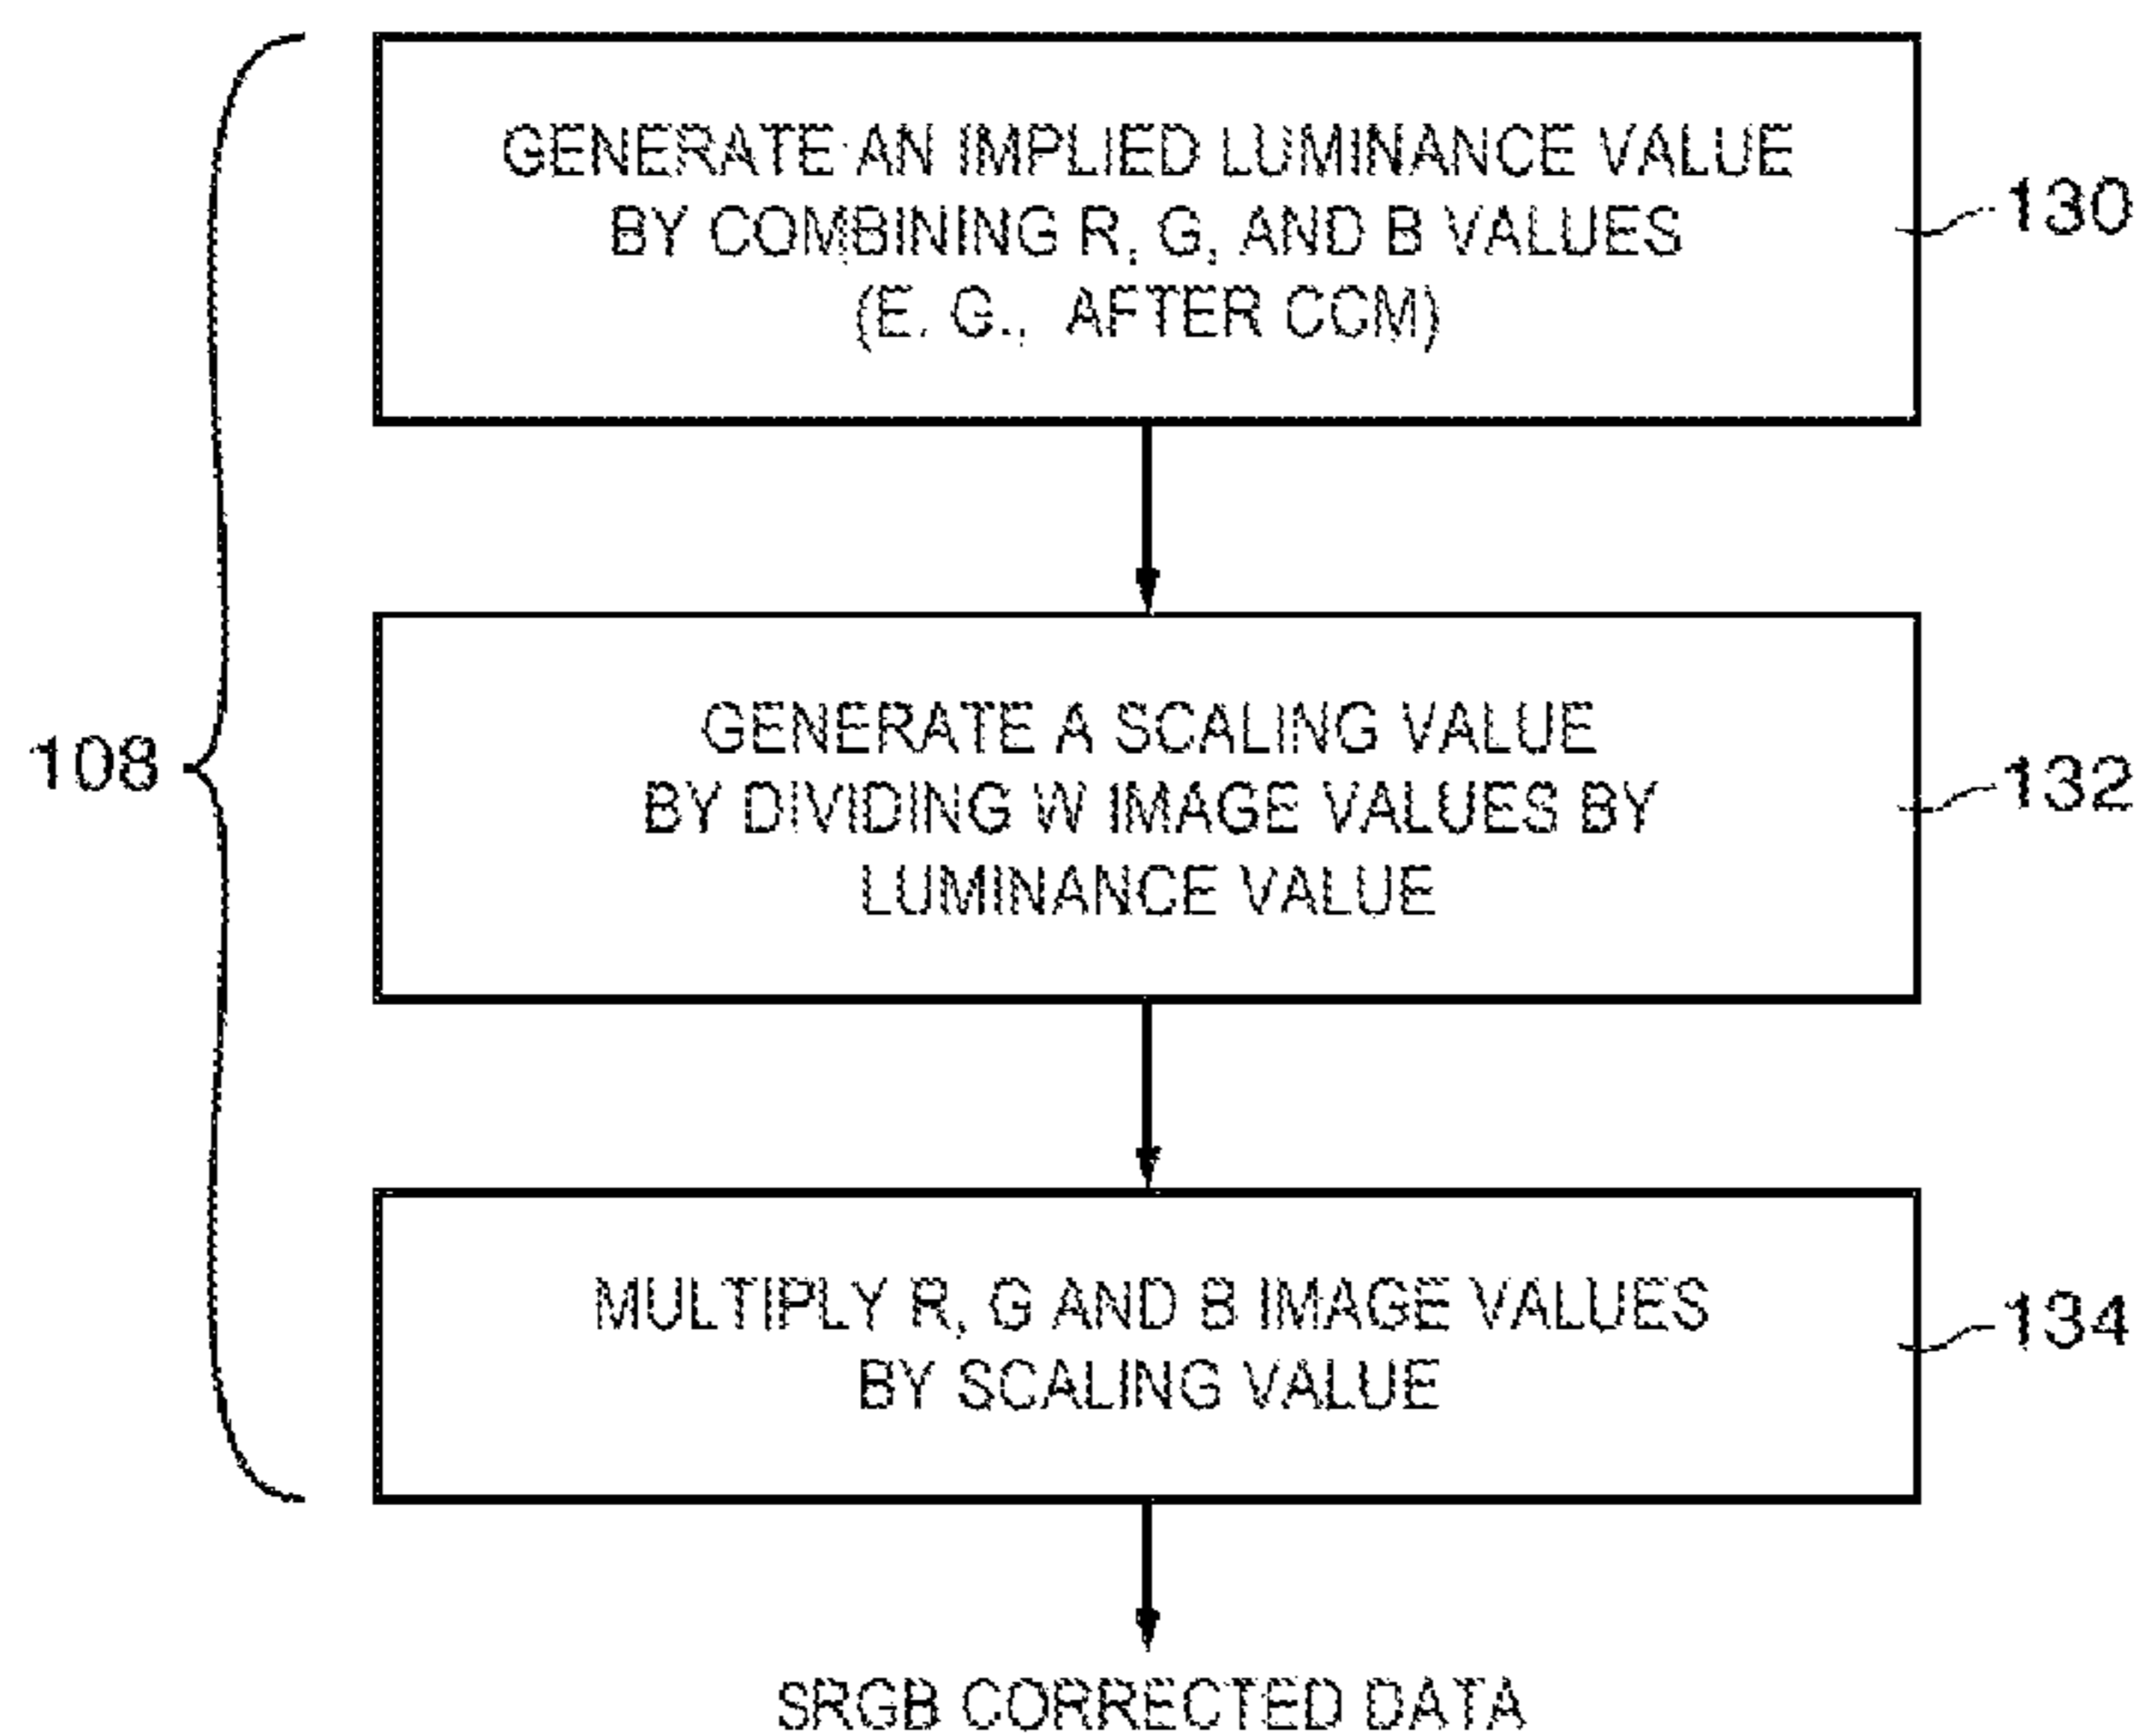 GENERATE AN IMPLIED LUMINANCE VALUE
BY COMBINING R, G, AND B VALUES
(E. G., AFTER CCM)
130
GENERATE A SCALING VALUE
BY DIVIDING W IMAGE VALUES BY
LUMINANCE VALUE
132
108
MULTIPLY R, G AND B IMAGE VALUES
BY SCALING VALUE
134
SRGB CORRECTED DATA